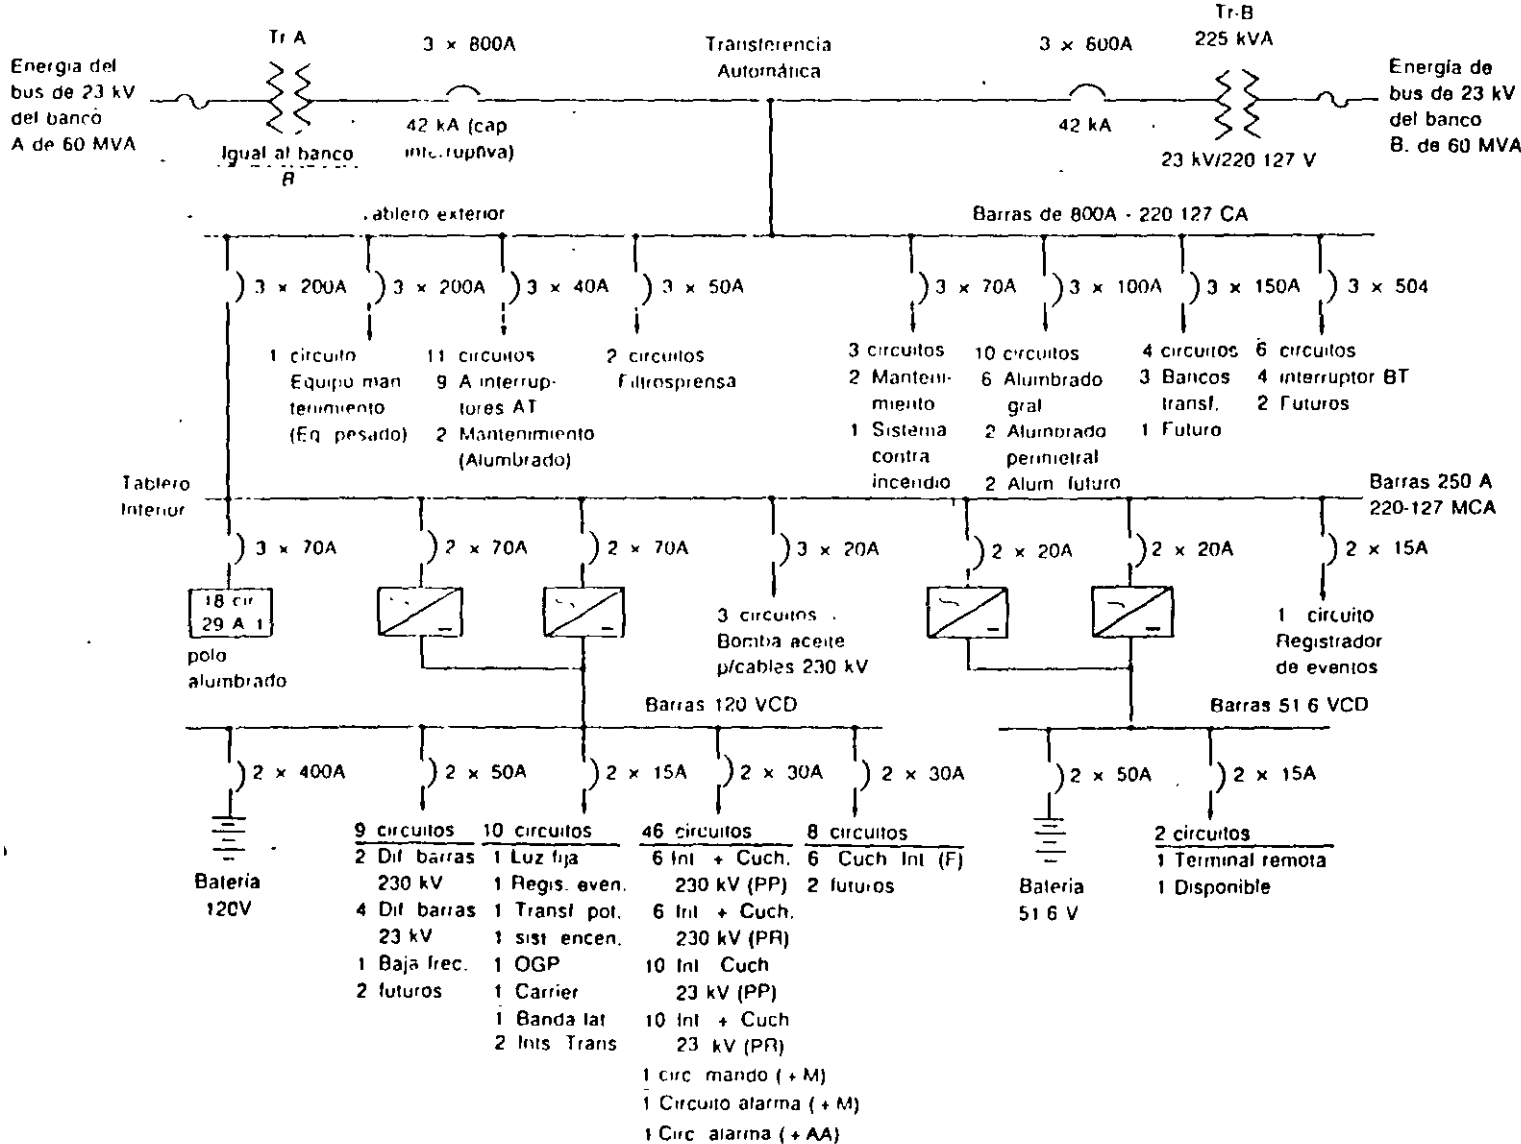 Tr A
3 x 800A
Transferencia
Automática
3 x 600A
Tr-B
225 kVA
Energia del
bus de 23 kV
del banco
A de 60 MVA
Igual al banco
B
42 kA (cap
interruptiva)
42 kA
23 kV/220 127 V
Energía de
bus de 23 kV
del banco
B. de 60 MVA
ablero exterior
Barras de 800A - 220 127 CA
3 x 200A
3 x 200A
3 x 40A
3 x 50A
3 x 70A
3 x 100A
3 x 150A
3 x 504
1 circuito
Equipo man
tenimiento
(Eq pesado)
11 circuitos
9 A interrup-
tores AT
2 Mantenimiento
(Alumbrado)
2 circuitos
Filtrosprensa
3 circuitos
2 Manteni-
miento
1 Sistema
contra
incendio
10 circuitos
6 Alumbrado
gral
2 Alumbrado
perimetral
2 Alum futuro
4 circuitos
3 Bancos
transf.
1 Futuro
6 circuitos
4 interruptor BT
2 Futuros
Tablero
Interior
Barras 250 A
220-127 MCA
3 x 70A
2 x 70A
2 x 70A
3 x 20A
2 x 20A
2 x 20A
2 x 15A
18 cir
29 A 1
polo
alumbrado
3 circuitos
Bomba aceite
p/cables 230 kV
1 circuito
Registrador
de eventos
Barras 120 VCD
Barras 51 6 VCD
2 x 400A
2 x 50A
2 x 15A
2 x 30A
2 x 30A
2 x 50A
2 x 15A
Batería
120V
9 circuitos
2 Dif barras
230 kV
4 Dif barras
23 kV
1 Baja frec.
2 futuros
10 circuitos
1 Luz fija
1 Regis. even.
1 Transf pot.
1 sist encen.
1 OGP
1 Carrier
1 Banda lat
2 Ints Trans
46 circuitos
6 Int + Cuch.
230 kV (PP)
6 Int + Cuch.
230 kV (PR)
10 Int Cuch
23 kV (PP)
10 Int + Cuch
23 kV (PR)
1 circ mando ( + M)
1 Circuito alarma ( + M)
1 Circ alarma ( + AA)
8 circuitos
6 Cuch Int (F)
2 futuros
Bateria
51 6 V
2 circuitos
1 Terminal remota
1 Disponible